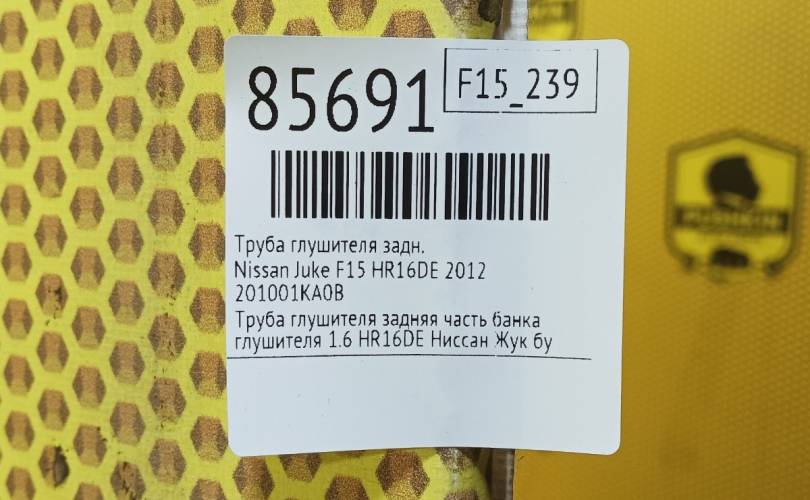 85691
F15_239
Труба глушителя задн.
Nissan Juke F15 HR16DE 2012
201001KA0B
Труба глушителя задняя часть банка
глушителя 1.6 HR16DE Ниссан Жук бу
PUSHKIN